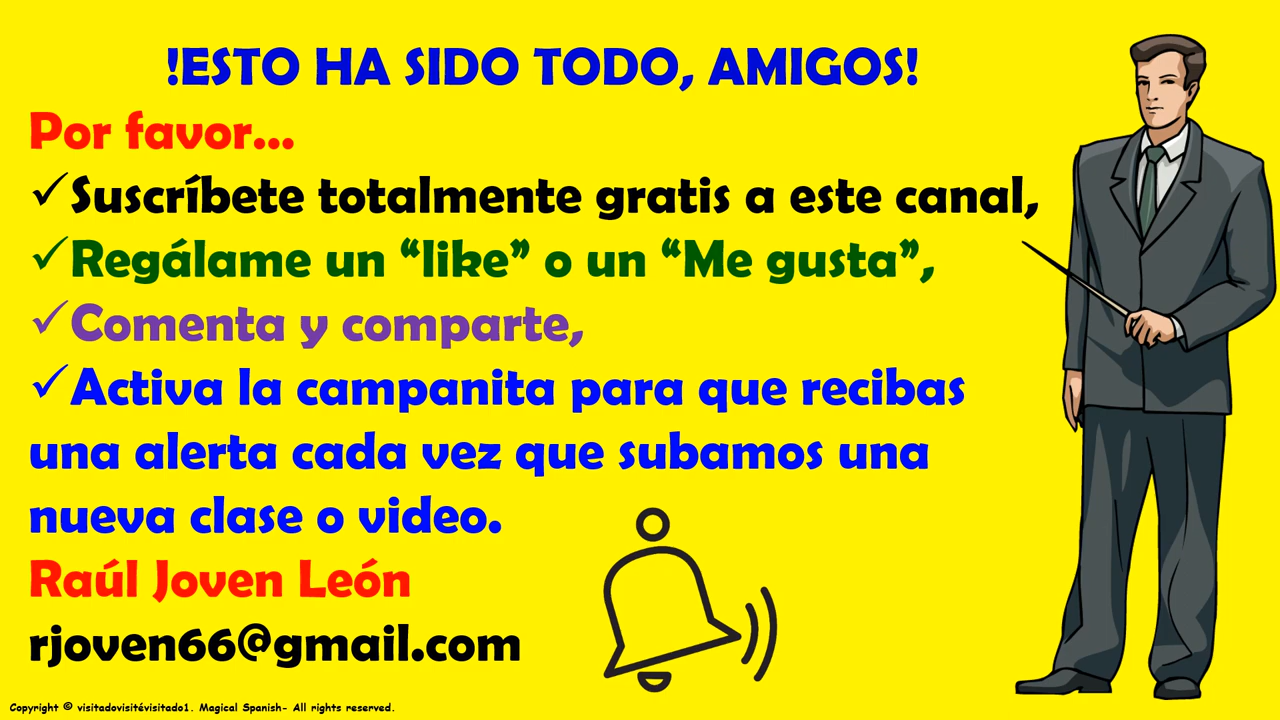 !ESTO HA SIDO TODO, AMIGOS!
Por favor...
✓Suscríbete totalmente gratis a este canal,
✓Regálame un “like” o un “Me gusta”,
✓Comenta y comparte,
✓Activa la campanita para que recibas
una alerta cada vez que subamos una
nueva clase o video.
Raúl Joven León
rjoven66@gmail.com
Copyright © visitadovisitévisitado1. Magical Spanish- All rights reserved.